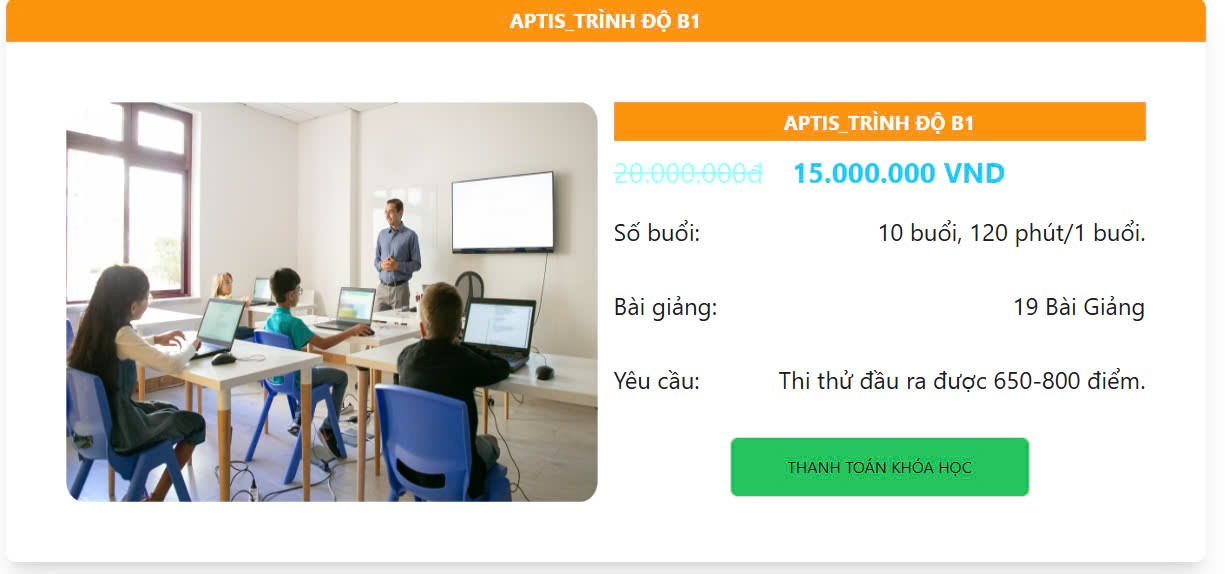 APTIS_TRÌNH ĐỘ B1
APTIS_TRÌNH ĐỘ B1
20.000.000đ 15.000.000 VND
Số buổi: 10 buổi, 120 phút/1 buổi.
Bài giảng: 19 Bài Giảng
Yêu cầu: Thi thử đầu ra được 650-800 điểm.
THANH TOÁN KHÓA HỌC